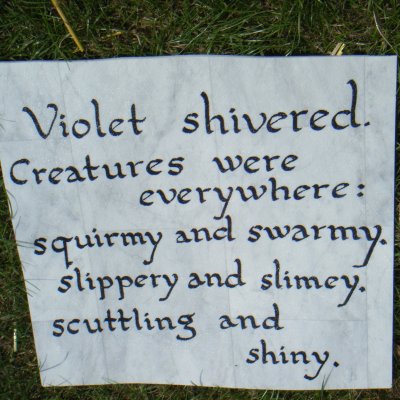 Violet shivered.
Creatures were
everywhere:
squirmy and swarmy.
slippery and slimey.
scuttling and
shiny.